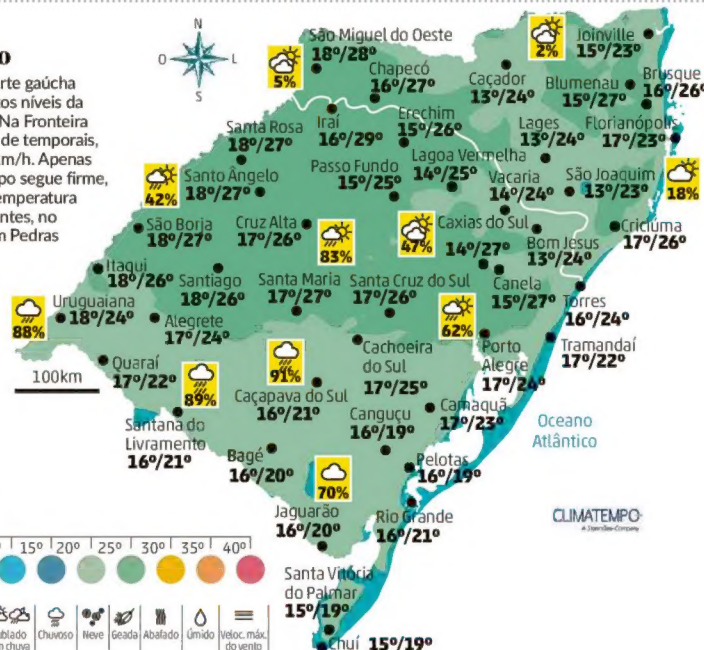 N
O
L
S
rte gaúcha
os níveis da
Na Fronteira
de temporais,
m/h. Apenas
po segue firme,
emperatura
ntes, no
m Pedras
São Miguel do Oeste
18º/28º
5%
Chapecó
16º/27º
Caçador
13º/24º
2%
Joinville
15º/23º
Blumenau
15º/27º
Brusque
16º/26º
Iraí
16º/29º
Erechim
15º/26º
Lages
13º/24º
Florianópolis
17º/23º
Santa Rosa
18º/27º
Passo Fundo
15º/25º
Lagoa Vermelha
14º/25º
Vacaria
14º/24º
São Joaquim
13º/23º
18%
42%
Santo Ângelo
18º/27º
São Borja
18º/27º
Cruz Alta
17º/26º
83%
47%
Caxias do Sul
14º/27º
Bom Jesus
13º/24º
Criciúma
17º/26º
Itaqui
18º/26º
Santiago
18º/26º
Santa Maria
17º/27º
Santa Cruz do Sul
17º/26º
Canela
15º/27º
Torres
16º/24º
88%
Uruguaiana
18º/24º
Alegrete
17º/24º
62%
Porto
Alegre
17º/24º
Tramandaí
17º/22º
Quaraí
17º/22º
100km
89%
91%
Cachoeira
do Sul
17º/25º
Caçapava do Sul
16º/21º
Camaquã
17º/23º
Canguçu
16º/19º
Santana do
Livramento
16º/21º
Oceano
Atlântico
Bagé
16º/20º
70%
Pelotas
16º/19º
Jaguarão
16º/20º
Rio Grande
16º/21º
CLIMATEMPO
15º 20º 25º 30º 35º 40º
Santa Vitória
do Palmar
15º/19º
Chuvoso
Neve
Geada
Abafado
Úmido
Veloc. máx.
do vento
Chuí 15º/19º